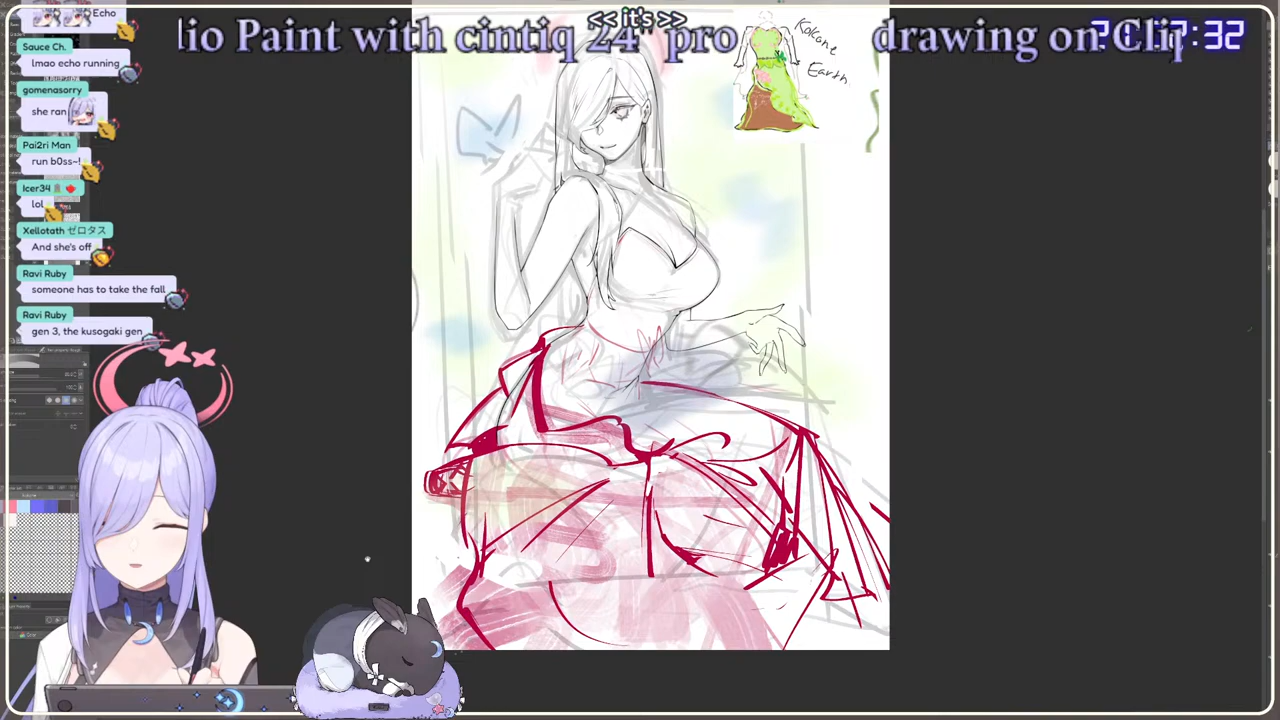 Echo
<< it's >>
lio Paint with cintiq 24" pro
drawing on Clip
7:32
Kokone
Earth
Sauce Ch.
lmao echo running
gomenasorry
she ran
Pai2ri Man
run b0ss~!
Icer34
lol
Xellotath ゼロタス
And she's off
Ravi Ruby
someone has to take the fall
Ravi Ruby
gen 3, the kusogaki gen